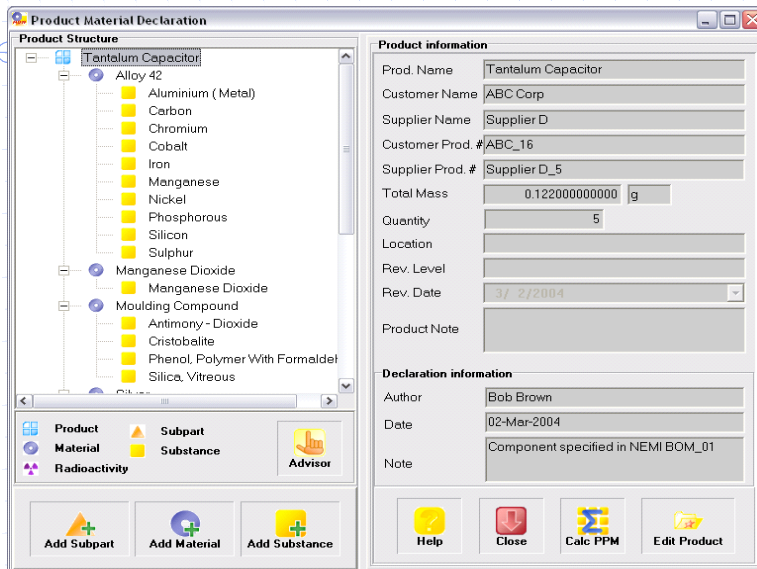 Product Material Declaration
Product Structure
Tantalum Capacitor
Alloy 42
Aluminium ( Metal)
Carbon
Chromium
Cobalt
Iron
Manganese
Nickel
Phosphorous
Silicon
Sulphur
Manganese Dioxide
Manganese Dioxide
Moulding Compound
Antimony - Dioxide
Cristobalite
Phenol, Polymer With Formaldeh
Silica, Vitreous
Product
Subpart
Material
Substance
Radioactivity
Advisor
Add Subpart
Add Material
Add Substance
Product information
Prod. Name Tantalum Capacitor
Customer Name ABC Corp
Supplier Name Supplier D
Customer Prod. # ABC_16
Supplier Prod. # Supplier D_5
Total Mass 0.122000000000 g
Quantity 5
Location
Rev. Level
Rev. Date 3/ 2/2004
Product Note
Declaration information
Author Bob Brown
Date 02-Mar-2004
Note Component specified in NEMI BOM_01
Help
Close
Calc PPM
Edit Product